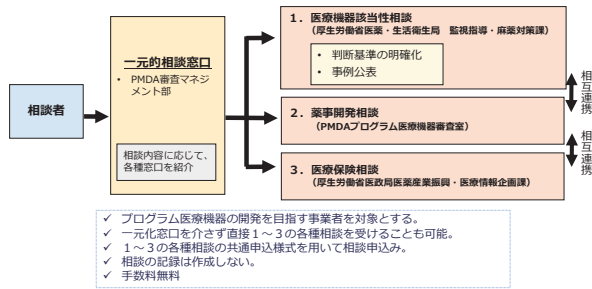 相談者
一元的相談窓口
• PMDA審査マネジ
メント部
相談内容に応じて、
各種窓口を紹介
１．医療機器該当性相談
（厚生労働省医薬・生活衛生局　監視指導・麻薬対策課）
• 判断基準の明確化
• 事例公表
２．薬事開発相談
（PMDAプログラム医療機器審査室）
３．医療保険相談
（厚生労働省医政局医薬産業振興・医療情報企画課）
相互連携
相互連携
✓ プログラム医療機器の開発を目指す事業者を対象とする。
✓ 一元化窓口を介さず直接１～３の各種相談を受けることも可能。
✓ １～３の各種相談の共通申込様式を用いて相談申込み。
✓ 相談の記録は作成しない。
✓ 手数料無料